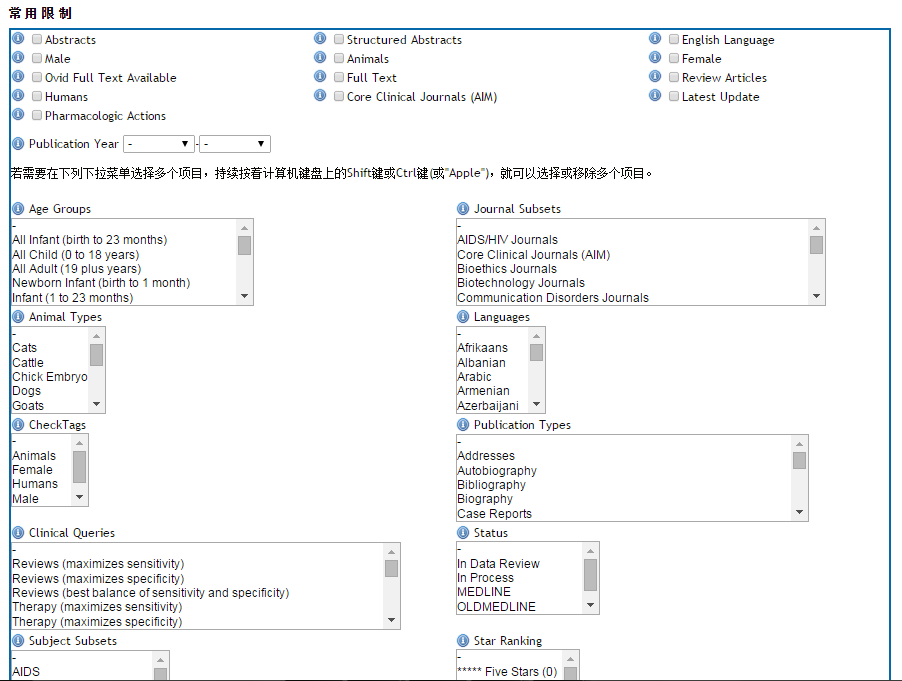 常用限制
Abstracts Structured Abstracts English Language
Male Animals Female
Ovid Full Text Available Full Text Review Articles
Humans Core Clinical Journals (AIM) Latest Update
Pharmacologic Actions
Publication Year - - -
若需要在下列下拉菜单选择多个项目，持续按着计算机键盘上的Shift键或Ctrl键(或"Apple")，就可以选择或移除多个项目。
Age Groups
-
All Infant (birth to 23 months)
All Child (0 to 18 years)
All Adult (19 plus years)
Newborn Infant (birth to 1 month)
Infant (1 to 23 months)
Journal Subsets
-
AIDS/HIV Journals
Core Clinical Journals (AIM)
Bioethics Journals
Biotechnology Journals
Communication Disorders Journals
Animal Types
-
Cats
Cattle
Chick Embryo
Dogs
Goats
Languages
-
Afrikaans
Albanian
Arabic
Armenian
Azerbaijani
CheckTags
-
Animals
Female
Humans
Male
Publication Types
-
Addresses
Autobiography
Bibliography
Biography
Case Reports
Clinical Queries
-
Reviews (maximizes sensitivity)
Reviews (maximizes specificity)
Reviews (best balance of sensitivity and specificity)
Therapy (maximizes sensitivity)
Therapy (maximizes specificity)
Status
-
In Data Review
In Process
MEDLINE
OLDMEDLINE
Subject Subsets
-
AIDS
Star Ranking
-
***** Five Stars (0)